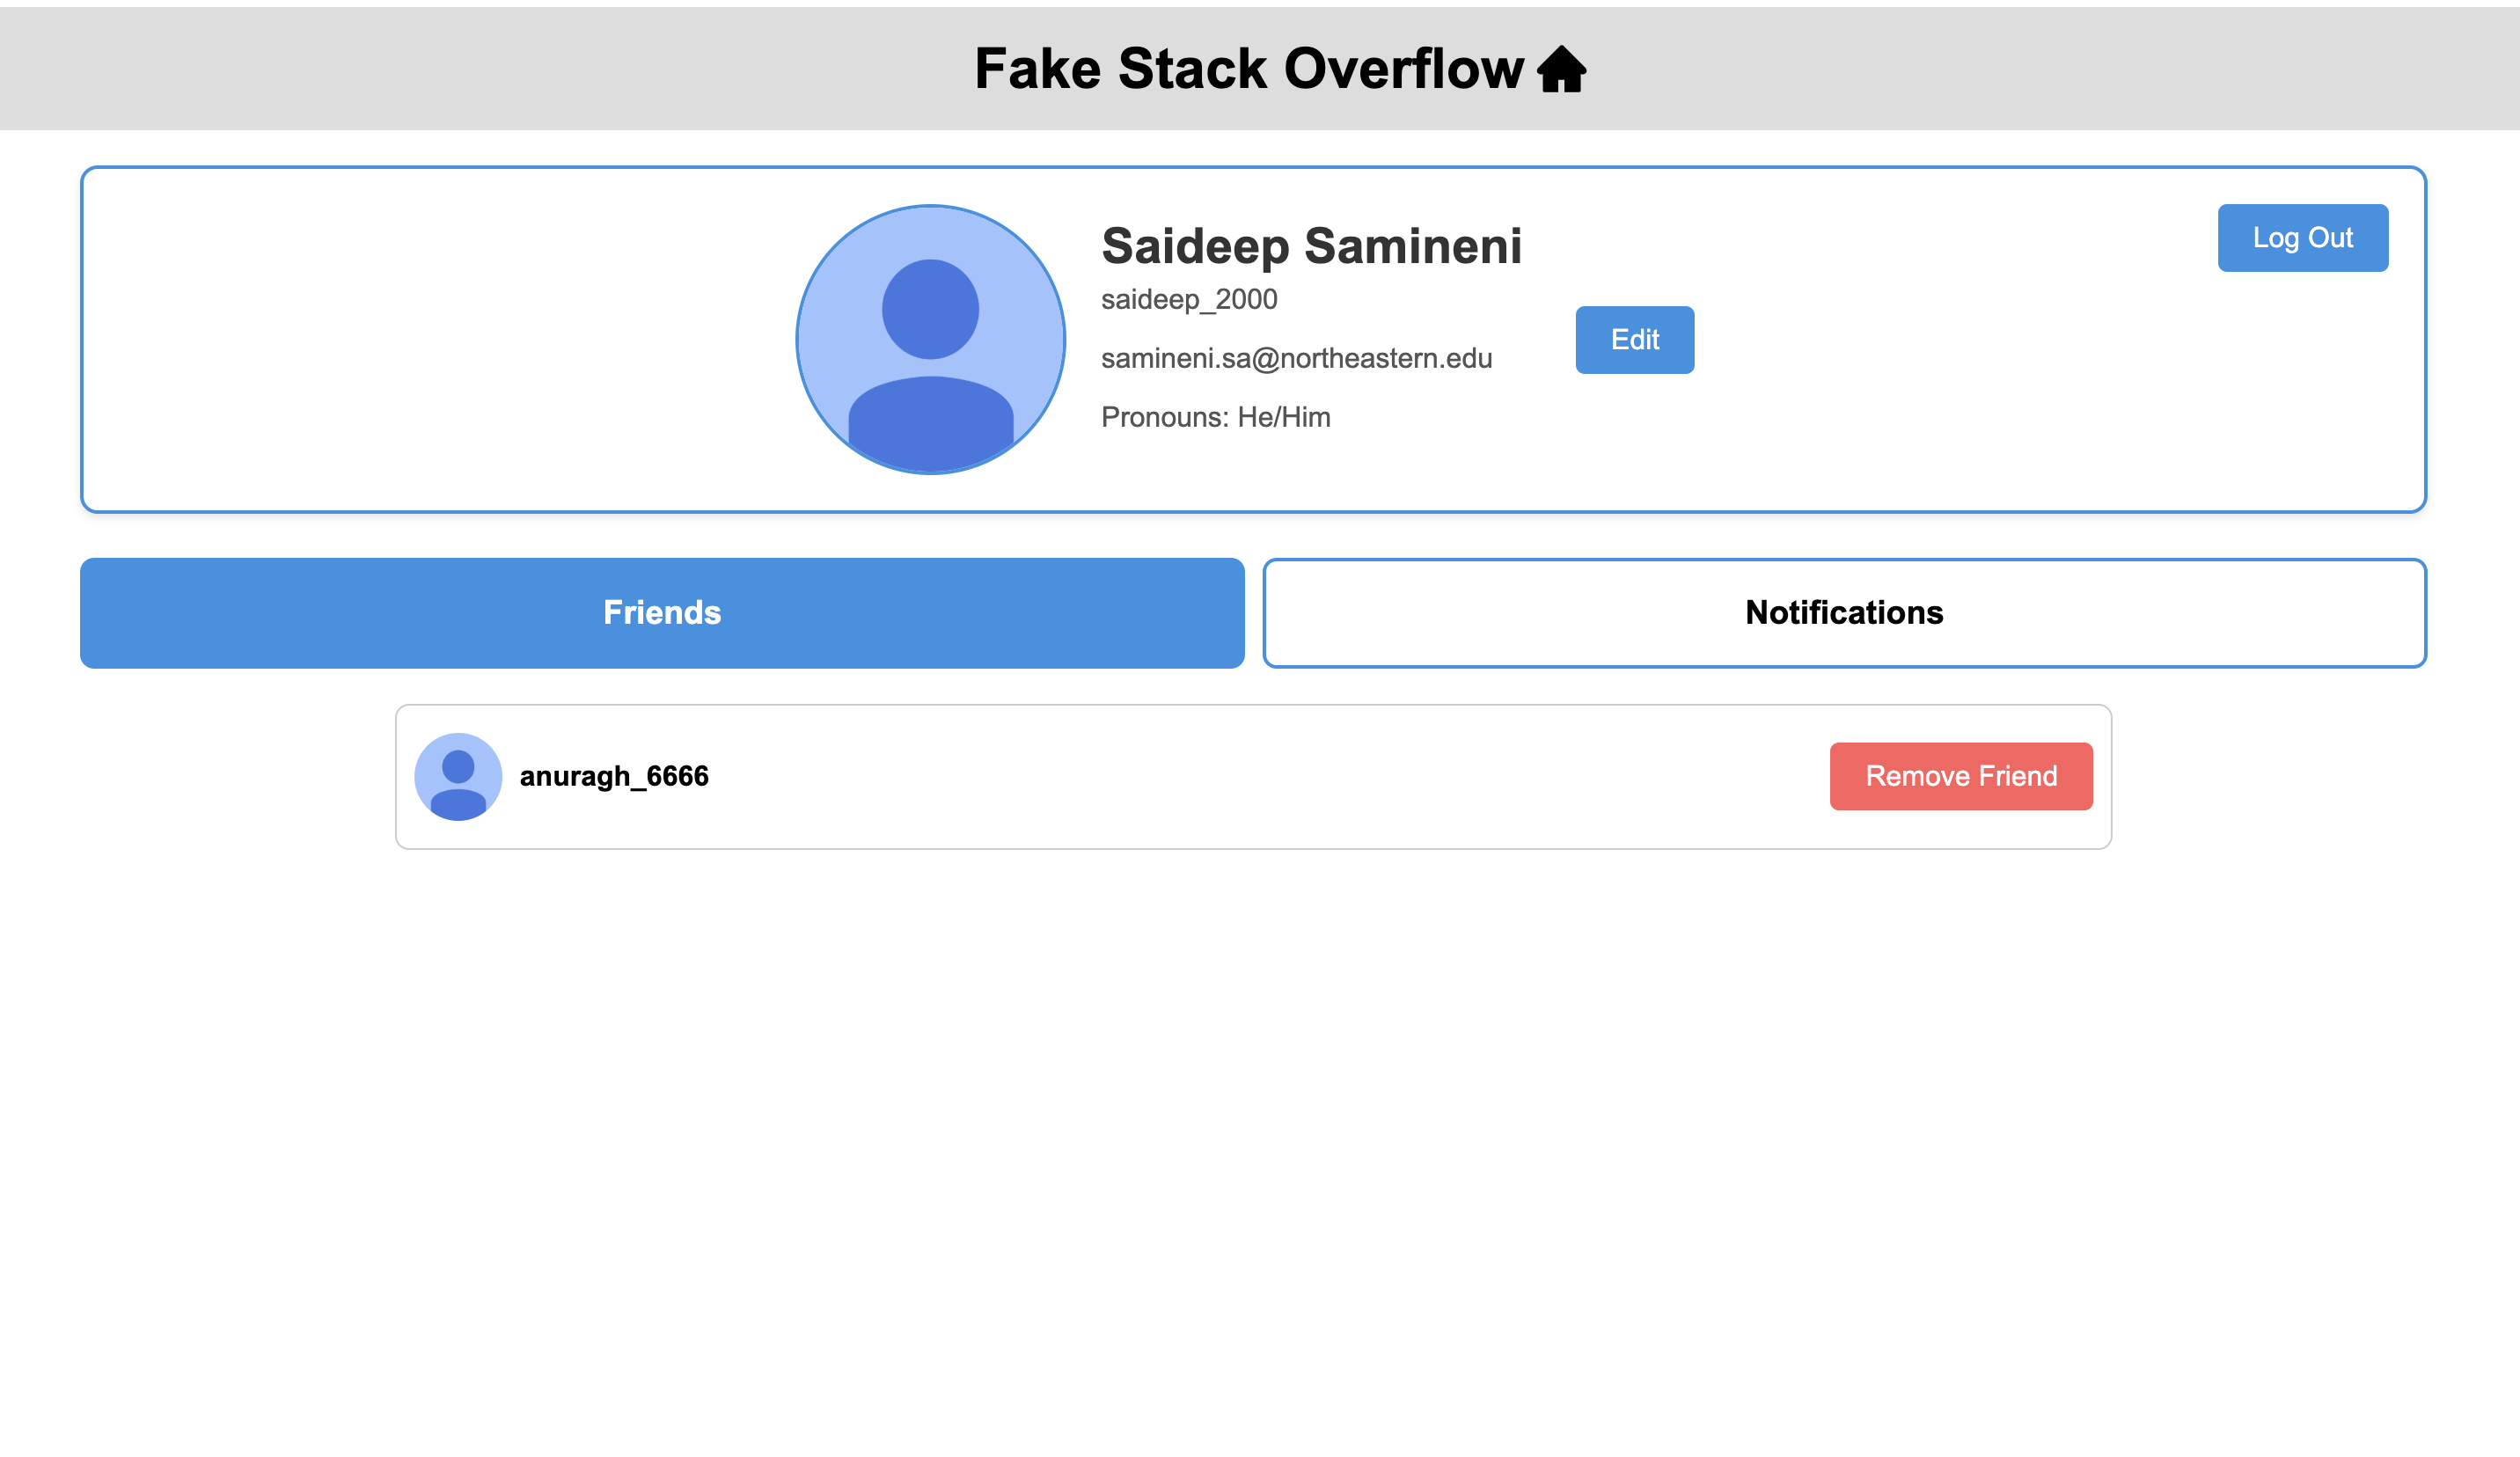 Fake Stack Overflow
Log Out
Saideep Samineni
saideep_2000
samineni.sa@northeastern.edu
Pronouns: He/Him
Edit
Friends
Notifications
anuragh_6666
Remove Friend